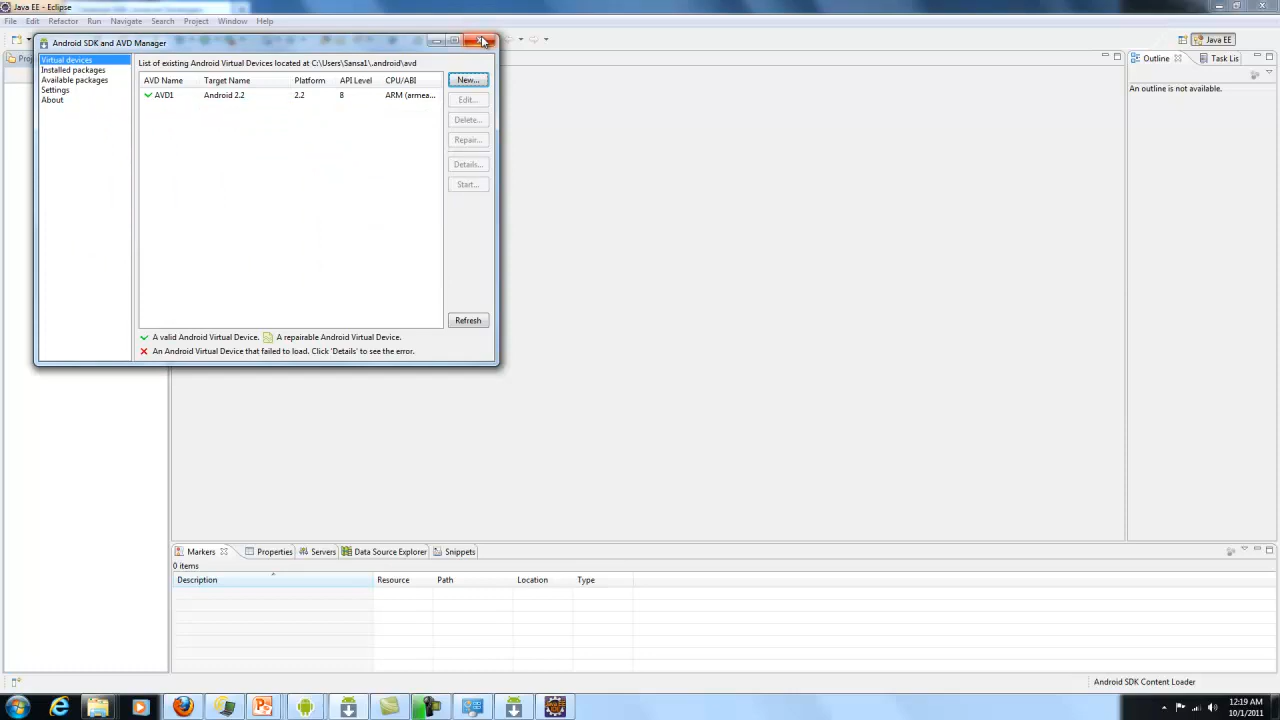 Java EE - Eclipse
File Edit Refactor Run Navigate Search Project Window Help
Android SDK and AVD Manager
Java EE
Virtual devices
Installed packages
Available packages
Settings
About
List of existing Android Virtual Devices located at C:\Users\Sansa1\.android\avd
AVD Name Target Name Platform API Level CPU/ABI
AVD1 Android 2.2 2.2 8 ARM (armea...
New...
Edit...
Delete...
Repair...
Details...
Start...
Refresh
A valid Android Virtual Device. A repairable Android Virtual Device.
An Android Virtual Device that failed to load. Click 'Details' to see the error.
Outline Task Lis
An outline is not available.
Markers Properties Servers Data Source Explorer Snippets
0 items
Description Resource Path Location Type
Android SDK Content Loader
12:19 AM
10/1/2011